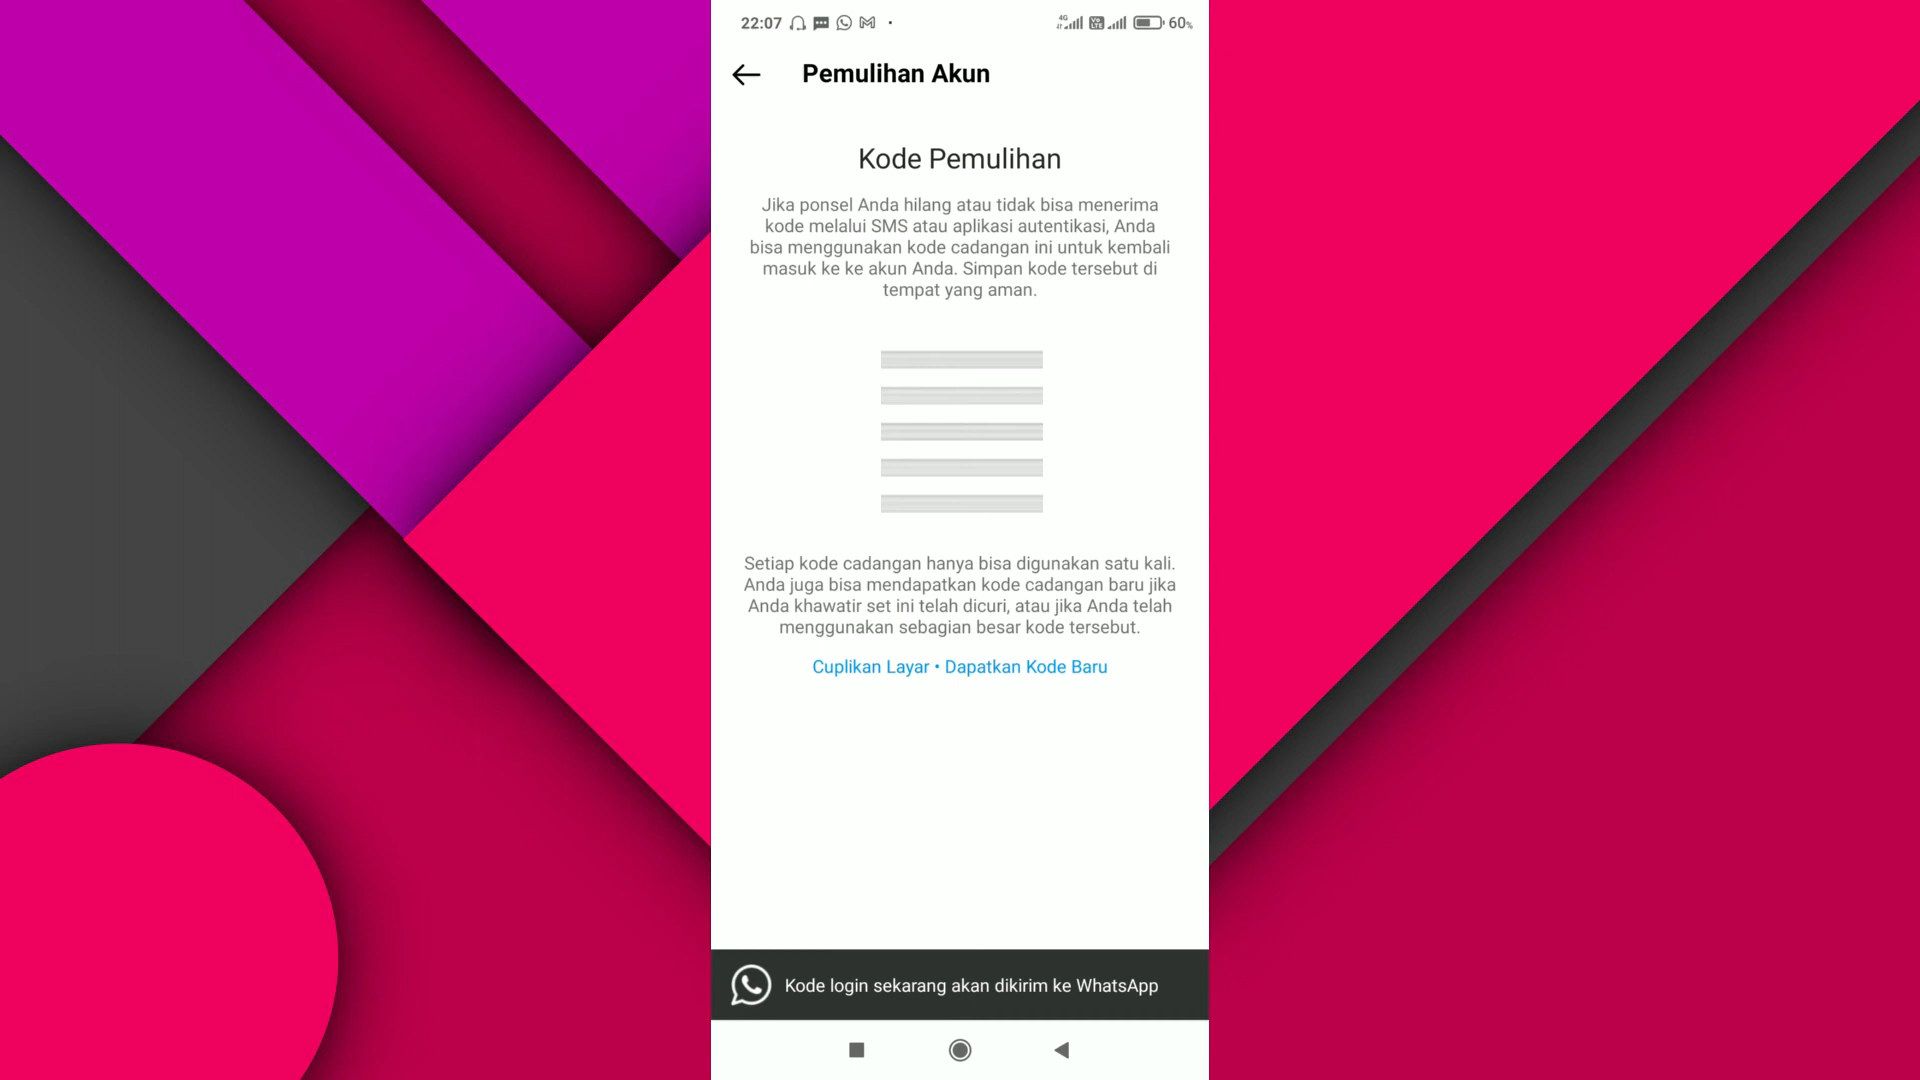 22:07
4G
Vo
LTE
60%
Pemulihan Akun
Kode Pemulihan
Jika ponsel Anda hilang atau tidak bisa menerima
kode melalui SMS atau aplikasi autentikasi, Anda
bisa menggunakan kode cadangan ini untuk kembali
masuk ke ke akun Anda. Simpan kode tersebut di
tempat yang aman.
Setiap kode cadangan hanya bisa digunakan satu kali.
Anda juga bisa mendapatkan kode cadangan baru jika
Anda khawatir set ini telah dicuri, atau jika Anda telah
menggunakan sebagian besar kode tersebut.
Cuplikan Layar • Dapatkan Kode Baru
Kode login sekarang akan dikirim ke WhatsApp